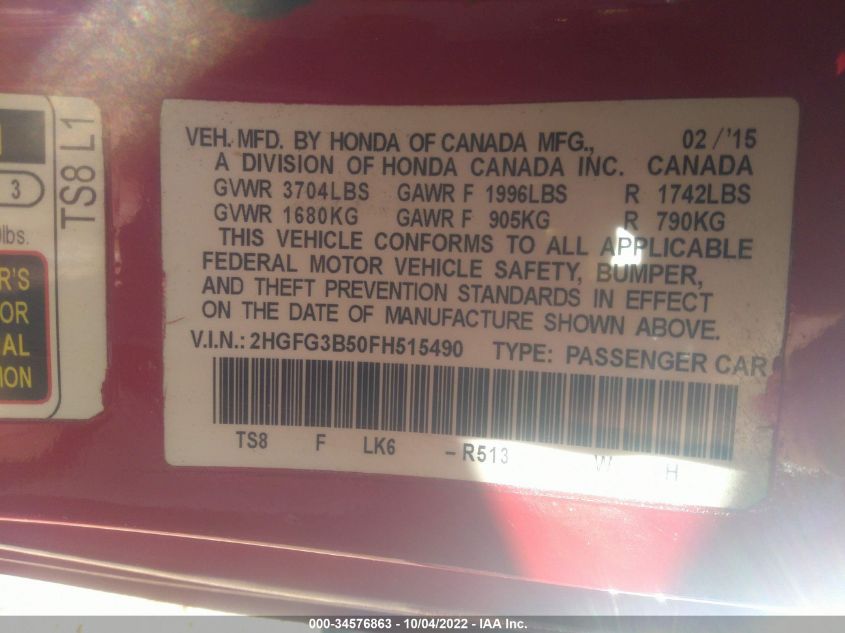 VEH. MFD. BY HONDA OF CANADA MFG., 02/'15
A DIVISION OF HONDA CANADA INC. CANADA
GVWR 3704LBS GAWR F 1996LBS R 1742LBS
GVWR 1680KG GAWR F 905KG R 790KG
THIS VEHICLE CONFORMS TO ALL APPLICABLE
FEDERAL MOTOR VEHICLE SAFETY, BUMPER,
AND THEFT PREVENTION STANDARDS IN EFFECT
ON THE DATE OF MANUFACTURE SHOWN ABOVE.
V.I.N.: 2HGFG3B50FH515490 TYPE: PASSENGER CAR
TS8 F LK6 -R513 W H
TS8 L1
3
lbs.
R'S
OR
AL
ION
000-34576863 - 10/04/2022 - IAA Inc.